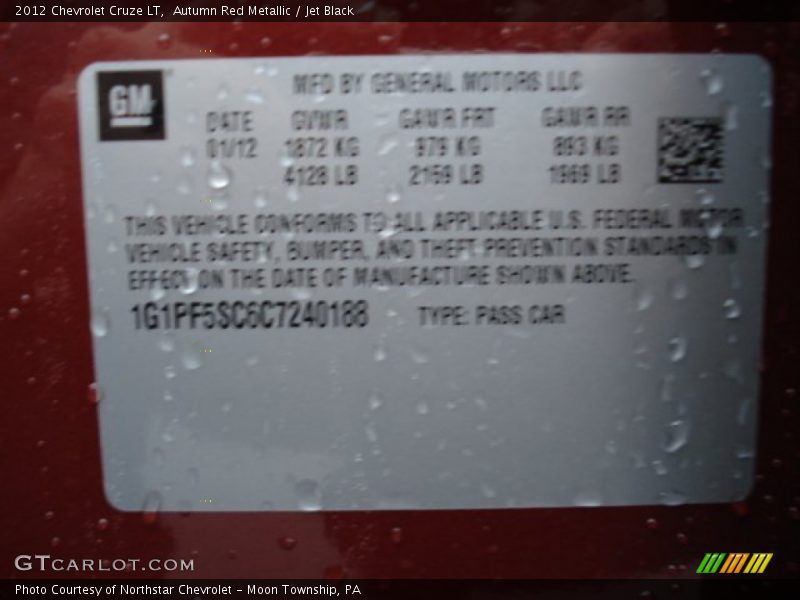 2012 Chevrolet Cruze LT,  Autumn Red Metallic / Jet Black
GM
MFD BY GENERAL MOTORS LLC
DATE GVWR GAWR FRT GAWR RR
01/12 1872 KG 979 KG 893 KG
4128 LB 2159 LB 1969 LB
THIS VEHICLE CONFORMS TO ALL APPLICABLE U.S. FEDERAL MOTOR
VEHICLE SAFETY, BUMPER, AND THEFT PREVENTION STANDARDS IN
EFFECT ON THE DATE OF MANUFACTURE SHOWN ABOVE.
1G1PF5SC6C7240188 TYPE: PASS CAR
GTCARLOT.COM
Photo Courtesy of Northstar Chevrolet - Moon Township, PA